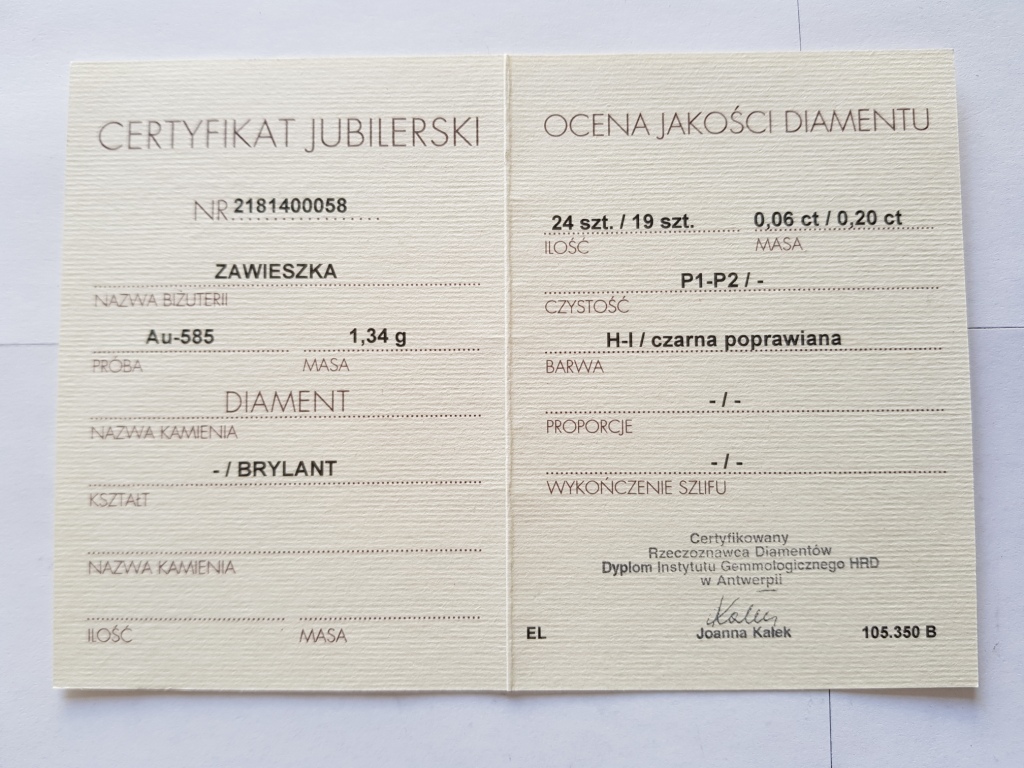 CERTYFIKAT JUBILERSKI
NR 2181400058
ZAWIESZKA
NAZWA BIŻUTERII
Au-585 1,34 g
PRÓBA MASA
DIAMENT
NAZWA KAMIENIA
- / BRYLANT
KSZTAŁT
NAZWA KAMIENIA
ILOŚĆ MASA
OCENA JAKOŚCI DIAMENTU
24 szt. / 19 szt. 0,06 ct / 0,20 ct
ILOŚĆ MASA
P1-P2 / -
CZYSTOŚĆ
H-I / czarna poprawiana
BARWA
- / -
PROPORCJE
- / -
WYKOŃCZENIE SZLIFU
Certyfikowany
Rzeczoznawca Diamentów
Dyplom Instytutu Gemmologicznego HRD
w Antwerpii
Kalek
EL Joanna Kalek 105.350 B